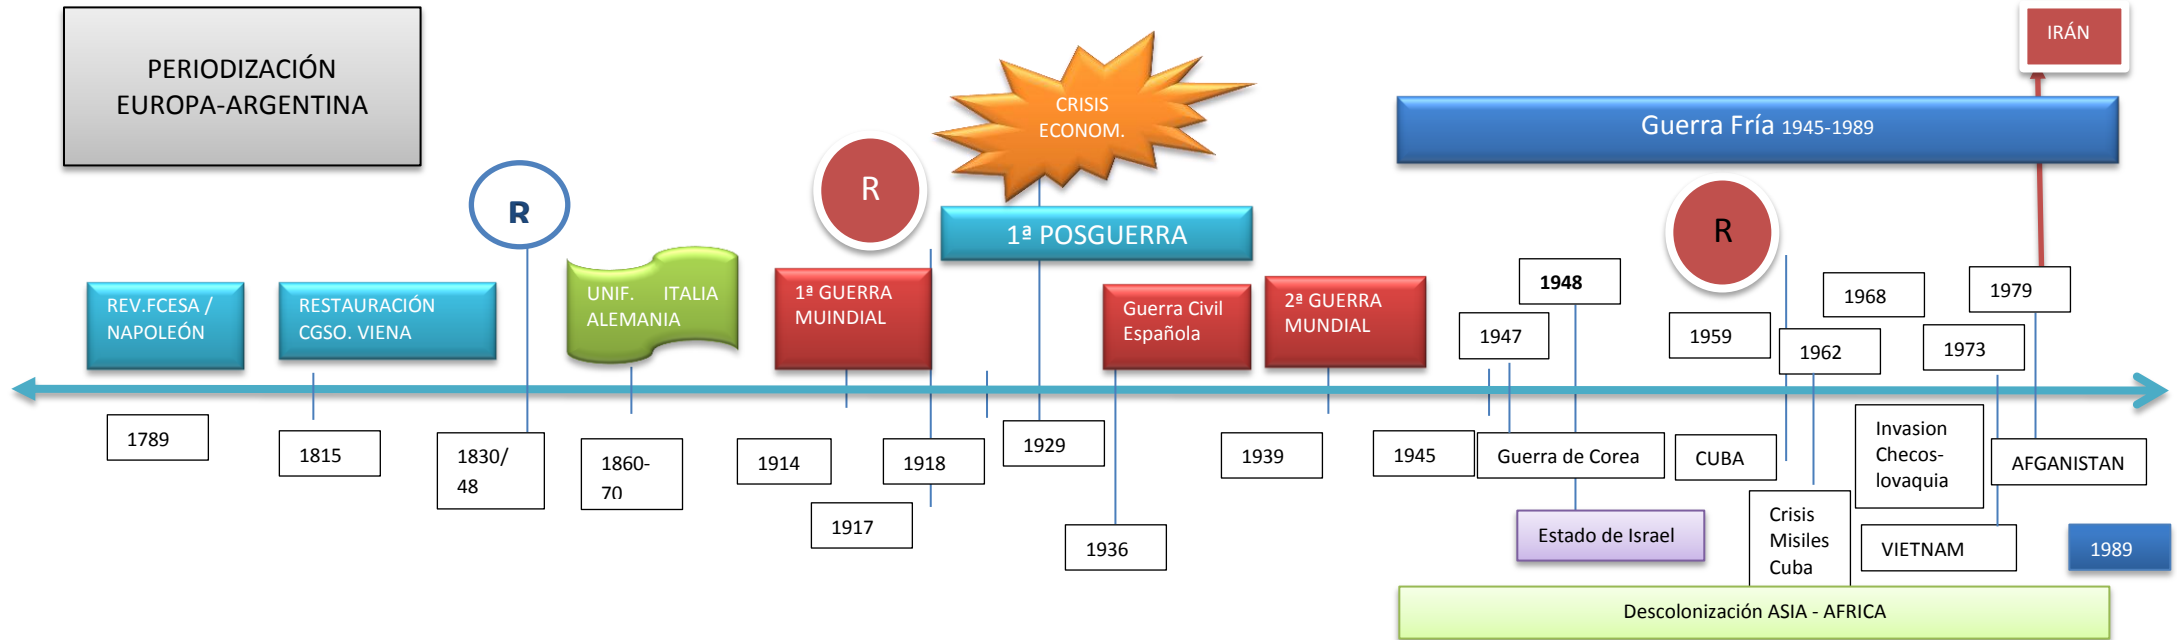 PERIODIZACIÓN
EUROPA-ARGENTINA
IRÁN
CRISIS
ECONOM.
Guerra Fría 1945-1989
R
R
R
1ª POSGUERRA
REV.FCESA /
NAPOLEÓN
RESTAURACIÓN
CGSO. VIENA
UNIF. ITALIA
ALEMANIA
1ª GUERRA
MUINDIAL
Guerra Civil
Española
2ª GUERRA
MUNDIAL
1947
1948
1959
1962
1968
1973
1979
1789
1815
1830/
48
1860-
70
1914
1917
1918
1929
1936
1939
1945
Guerra de Corea
Estado de Israel
CUBA
Crisis
Misiles
Cuba
Invasion
Checos-
lovaquia
VIETNAM
AFGANISTAN
1989
Descolonización ASIA - AFRICA